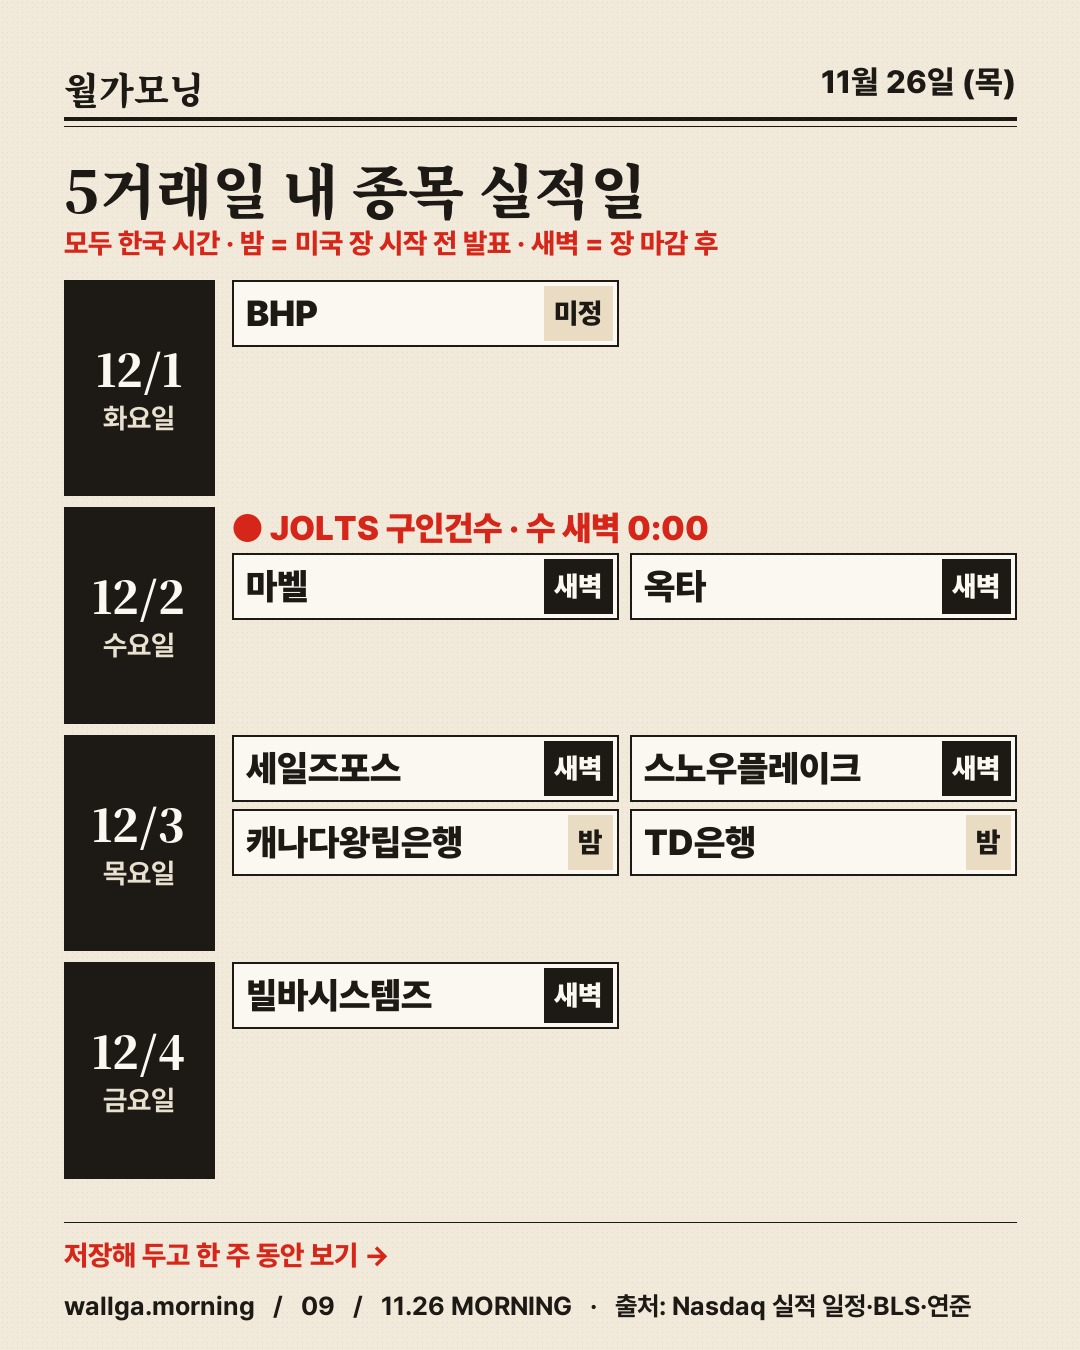 월가모닝
11월 26일 (목)
5거래일 내 종목 실적일
모두 한국 시간 · 밤 = 미국 장 시작 전 발표 · 새벽 = 장 마감 후
12/1
화요일
BHP 미정
12/2
수요일
● JOLTS 구인건수 · 수 새벽 0:00
마벨 새벽 옥타 새벽
12/3
목요일
세일즈포스 새벽 스노우플레이크 새벽
캐나다왕립은행 밤 TD은행 밤
12/4
금요일
빌바시스템즈 새벽
저장해 두고 한 주 동안 보기 →
wallga.morning / 09 / 11.26 MORNING · 출처: Nasdaq 실적 일정·BLS·연준